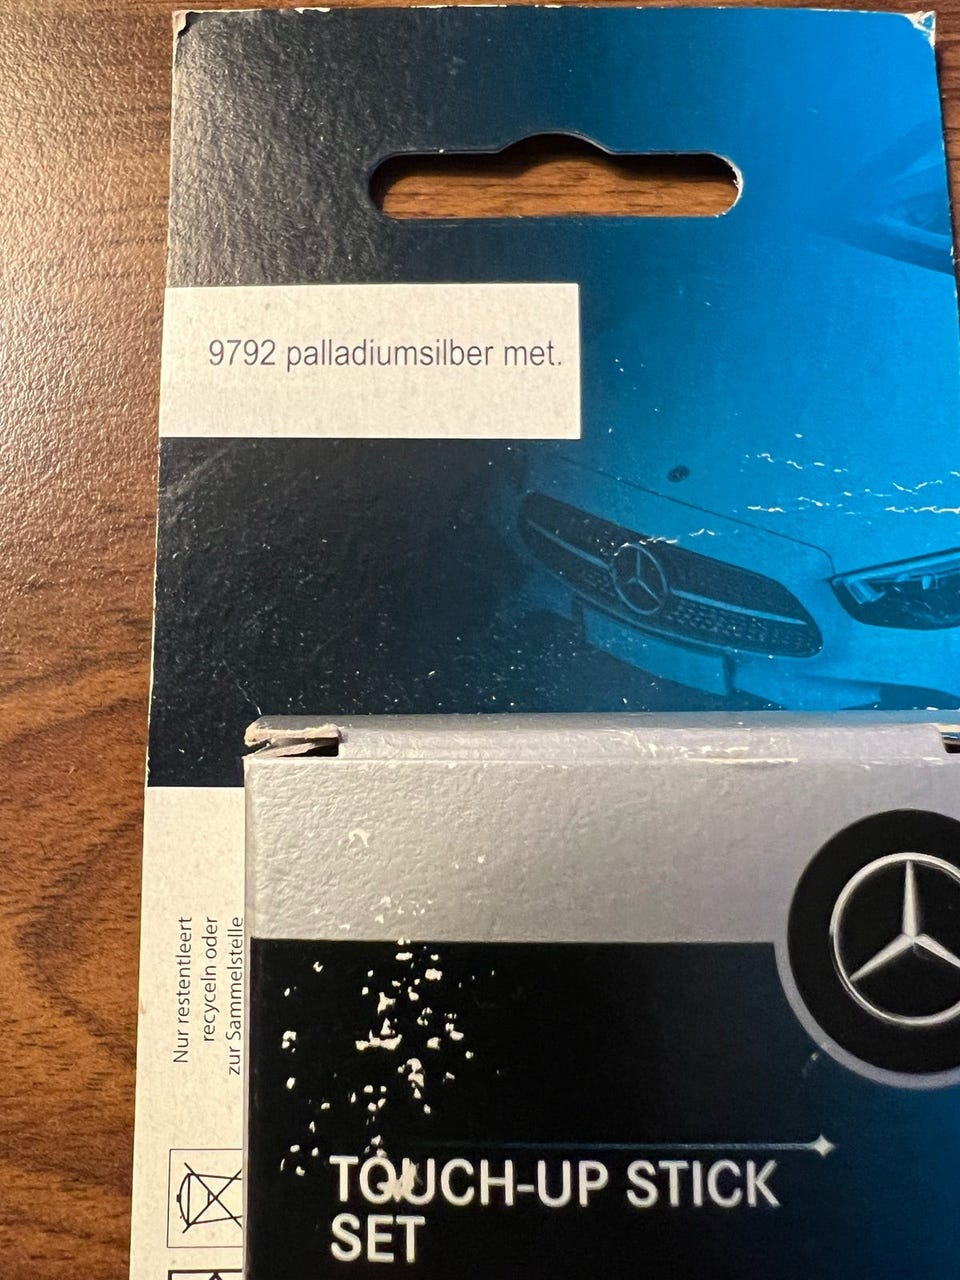 9792 palladiumsilber met.
Nur restentleert
recyceln oder
zur Sammelstelle
TOUCH-UP STICK
SET